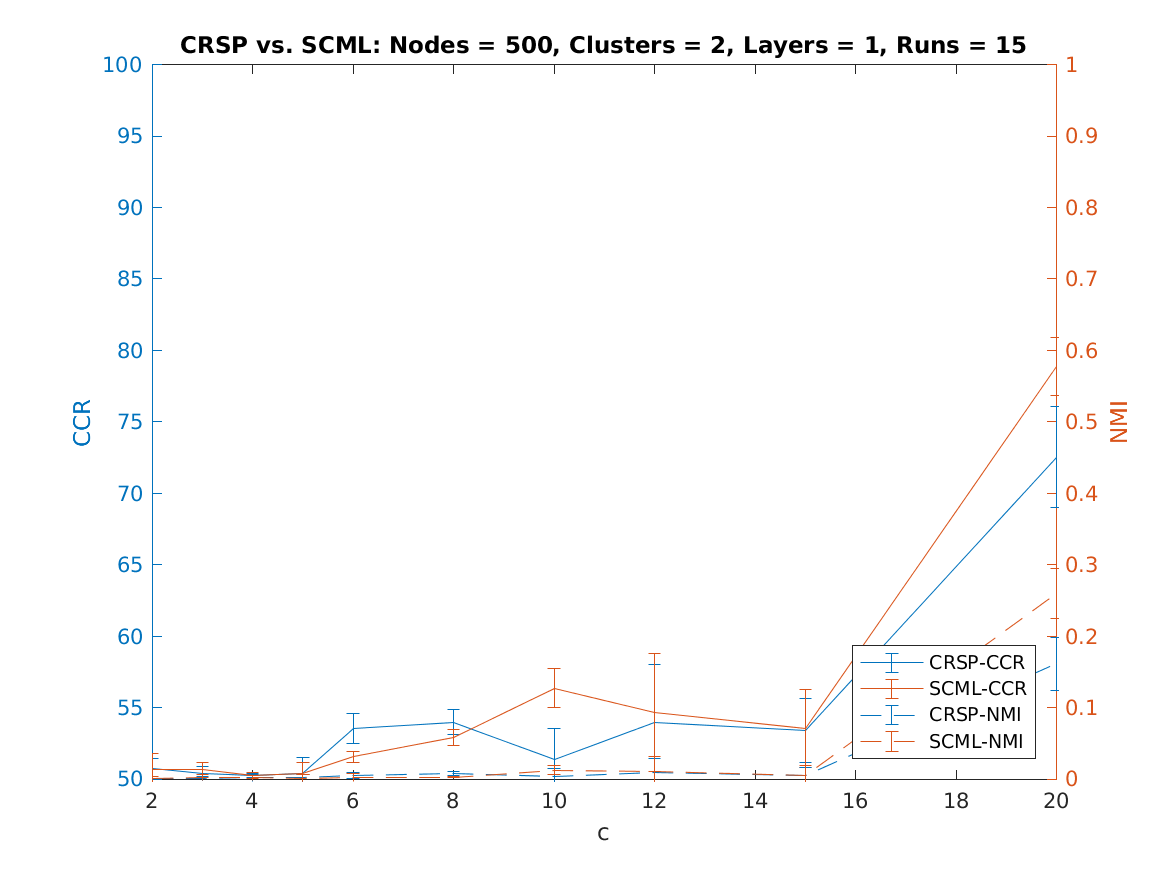 CRSP vs. SCML: Nodes = 500, Clusters = 2, Layers = 1, Runs = 15
100
95
90
85
80
75
70
65
60
55
50
CCR
1
0.9
0.8
0.7
0.6
0.5
0.4
0.3
0.2
0.1
0
NMI
CRSP-CCR
SCML-CCR
CRSP-NMI
SCML-NMI
2 4 6 8 10 12 14 16 18 20
c